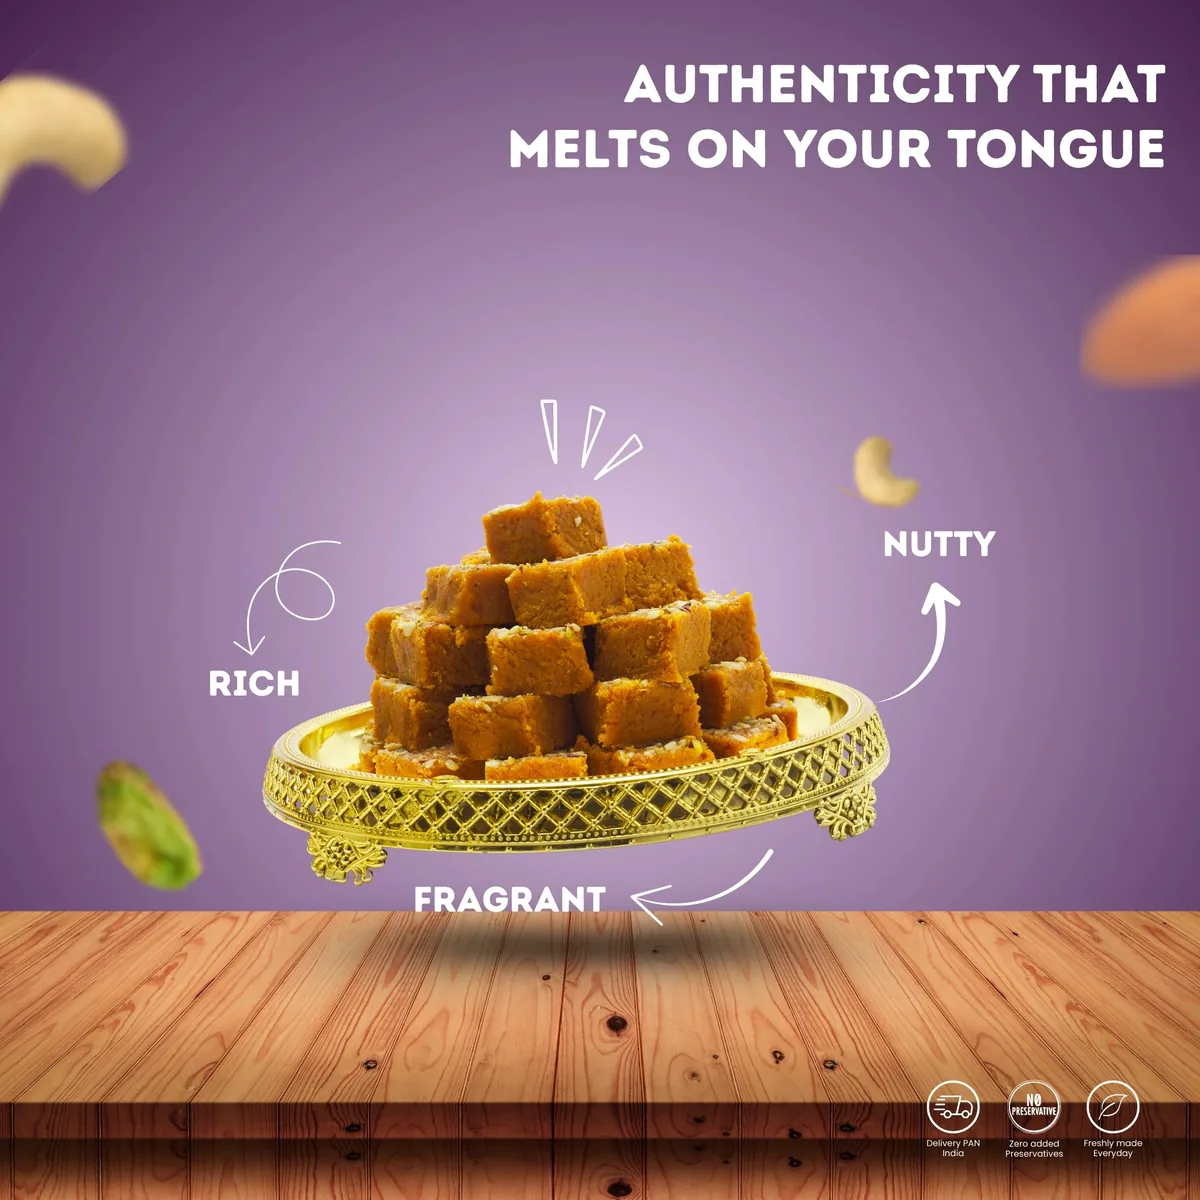 AUTHENTICITY THAT
MELTS ON YOUR TONGUE
NUTTY
RICH
FRAGRANT
Delivery PAN
India
NO
PRESERVATIVE
Zero added
Preservatives
Freshly made
Everyday